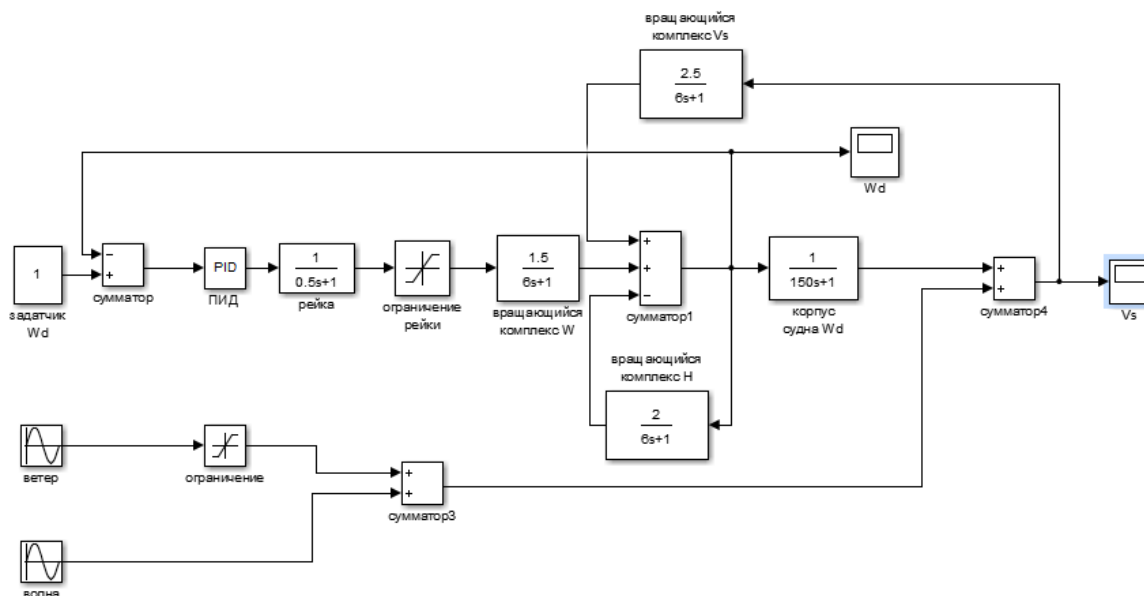 вращающийся
комплекс Vs
2.5
6s+1
Wd
1
задатчик
Wd
−
+
сумматор
PID
ПИД
1
0.5s+1
рейка
ограничение
рейки
1.5
6s+1
вращающийся
комплекс W
+
+
−
сумматор1
1
150s+1
корпус
судна Wd
+
+
сумматор4
Vs
вращающийся
комплекс H
2
6s+1
ветер
ограничение
+
+
сумматор3
волна